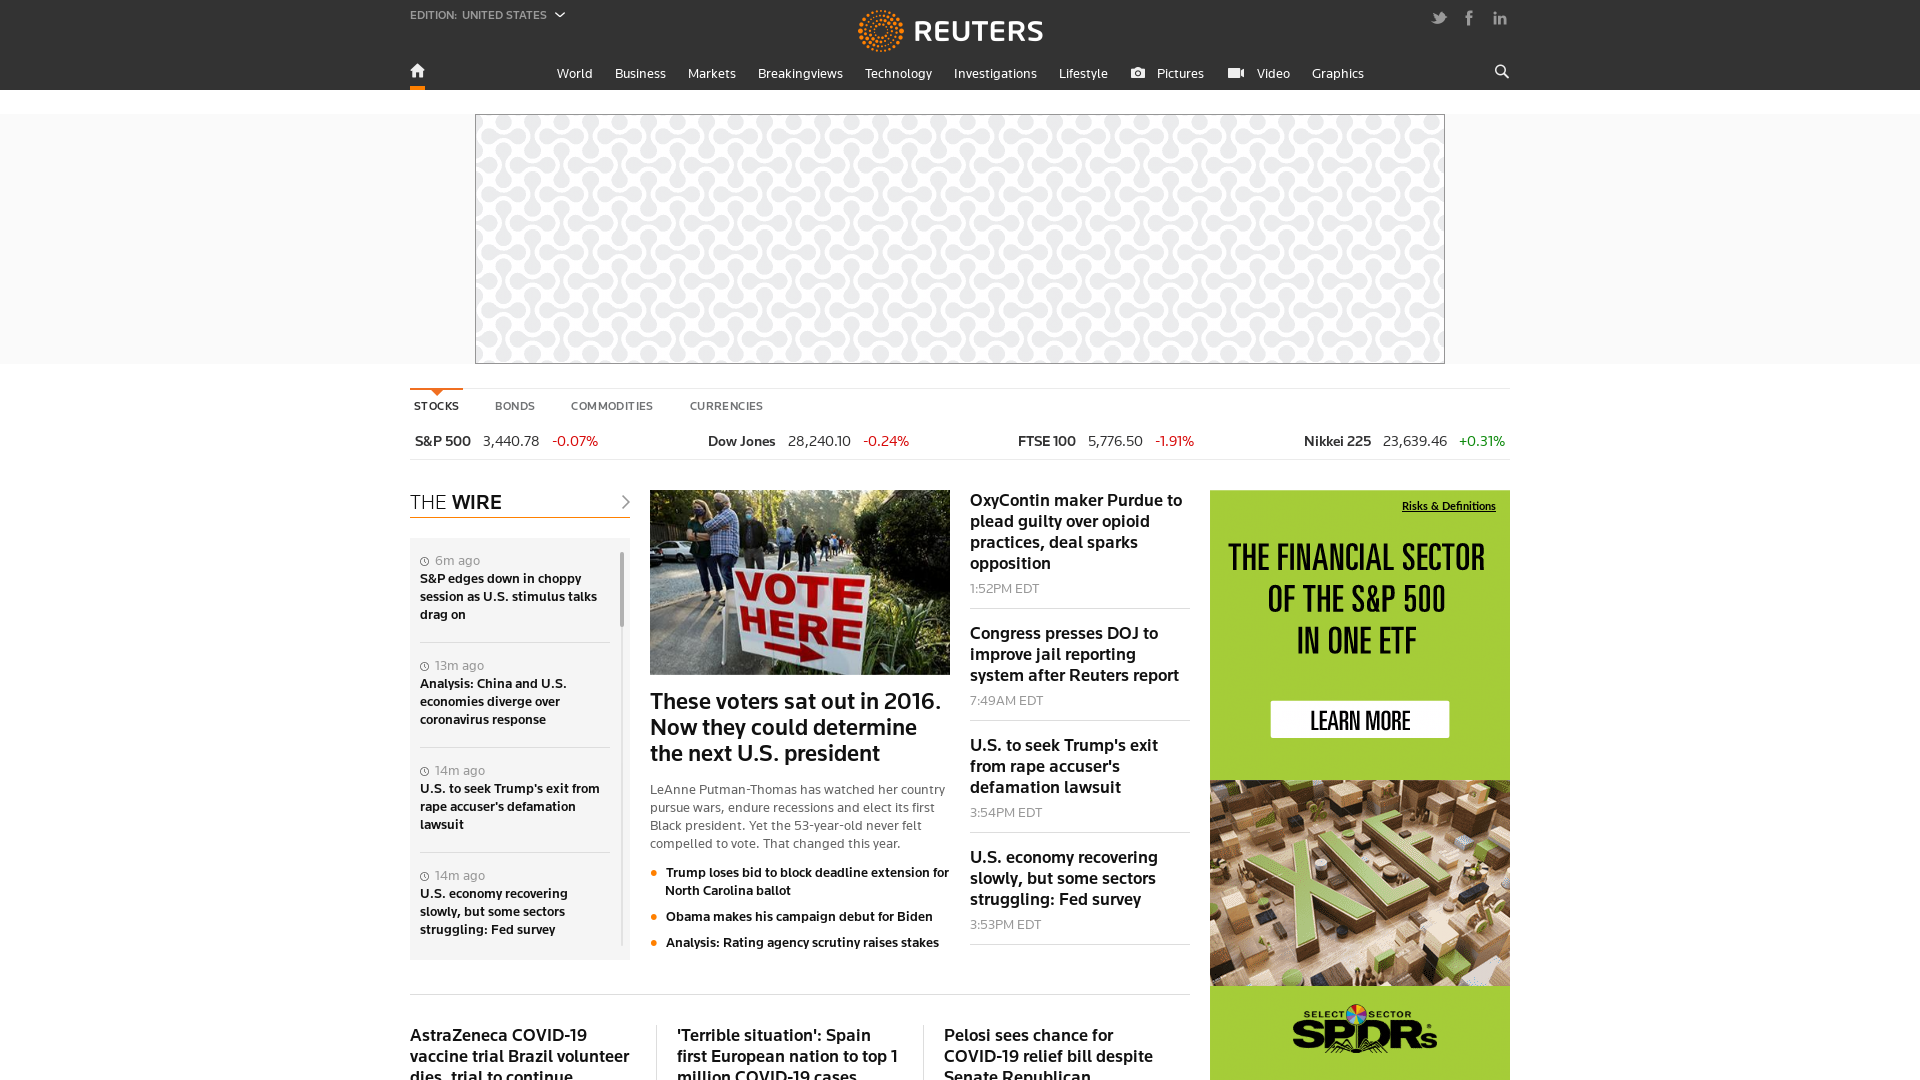 EDITION: UNITED STATES
REUTERS
World Business Markets Breakingviews Technology Investigations Lifestyle Pictures Video Graphics
STOCKS BONDS COMMODITIES CURRENCIES
S&P 500 3,440.78 -0.07% Dow Jones 28,240.10 -0.24% FTSE 100 5,776.50 -1.91% Nikkei 225 23,639.46 +0.31%
THE WIRE
6m ago
S&P edges down in choppy
session as U.S. stimulus talks
drag on
13m ago
Analysis: China and U.S.
economies diverge over
coronavirus response
14m ago
U.S. to seek Trump's exit from
rape accuser's defamation
lawsuit
14m ago
U.S. economy recovering
slowly, but some sectors
struggling: Fed survey
VOTE
HERE
These voters sat out in 2016.
Now they could determine
the next U.S. president
LeAnne Putman-Thomas has watched her country
pursue wars, endure recessions and elect its first
Black president. Yet the 53-year-old never felt
compelled to vote. That changed this year.
Trump loses bid to block deadline extension for
North Carolina ballot
Obama makes his campaign debut for Biden
Analysis: Rating agency scrutiny raises stakes
OxyContin maker Purdue to
plead guilty over opioid
practices, deal sparks
opposition
1:52PM EDT
Congress presses DOJ to
improve jail reporting
system after Reuters report
7:49AM EDT
U.S. to seek Trump's exit
from rape accuser's
defamation lawsuit
3:54PM EDT
U.S. economy recovering
slowly, but some sectors
struggling: Fed survey
3:53PM EDT
Risks & Definitions
THE FINANCIAL SECTOR
OF THE S&P 500
IN ONE ETF
LEARN MORE
XLF
SELECT SECTOR
SPDRs
AstraZeneca COVID-19
vaccine trial Brazil volunteer
dies, trial to continue
'Terrible situation': Spain
first European nation to top 1
million COVID-19 cases
Pelosi sees chance for
COVID-19 relief bill despite
Senate Republican